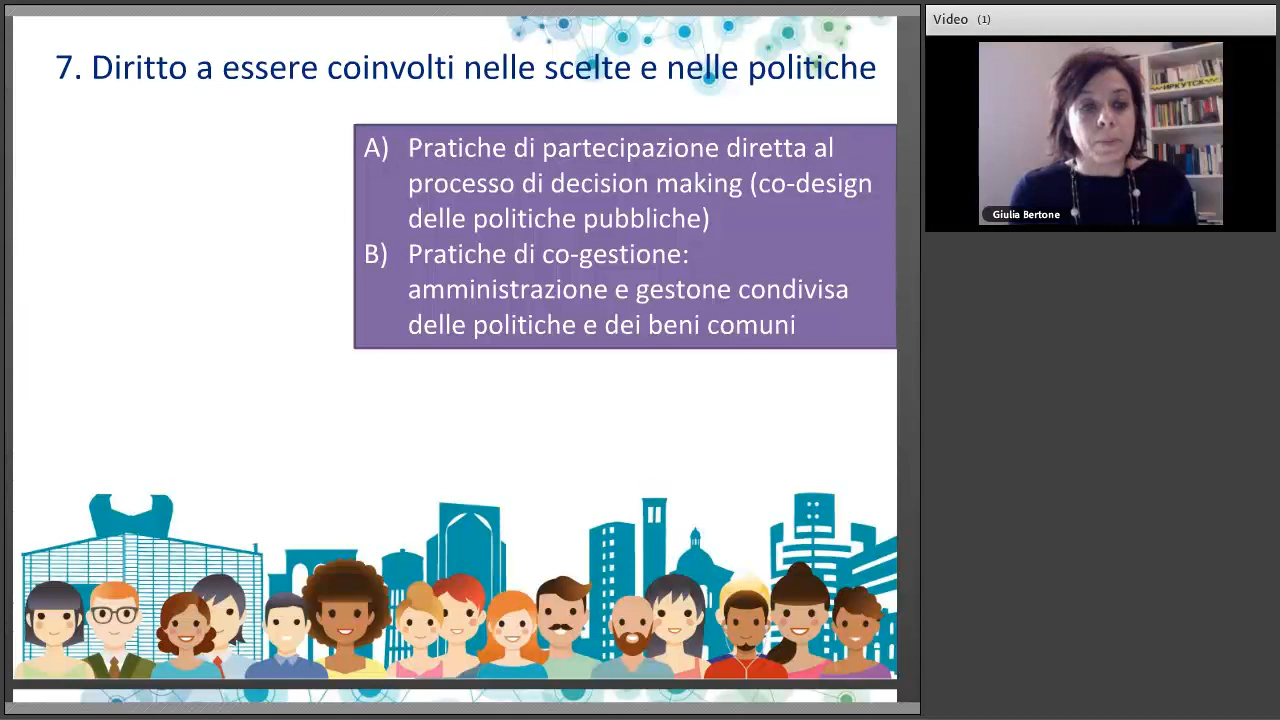 7. Diritto a essere coinvolti nelle scelte e nelle politiche
A) Pratiche di partecipazione diretta al
processo di decision making (co-design
delle politiche pubbliche)
B) Pratiche di co-gestione:
amministrazione e gestone condivisa
delle politiche e dei beni comuni
Video (1)
ИРКУТСК
Giulia Bertone